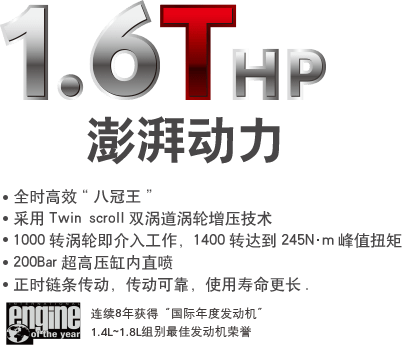 1.6THP
澎湃动力
• 全时高效“八冠王”
• 采用 Twin scroll 双涡道涡轮增压技术
• 1000 转涡轮即介入工作，1400 转达到 245N·m 峰值扭矩
• 200Bar 超高压缸内直喷
• 正时链条传动，传动可靠，使用寿命更长.
engine
of the year
连续8年获得“国际年度发动机”
1.4L~1.8L组别最佳发动机荣誉